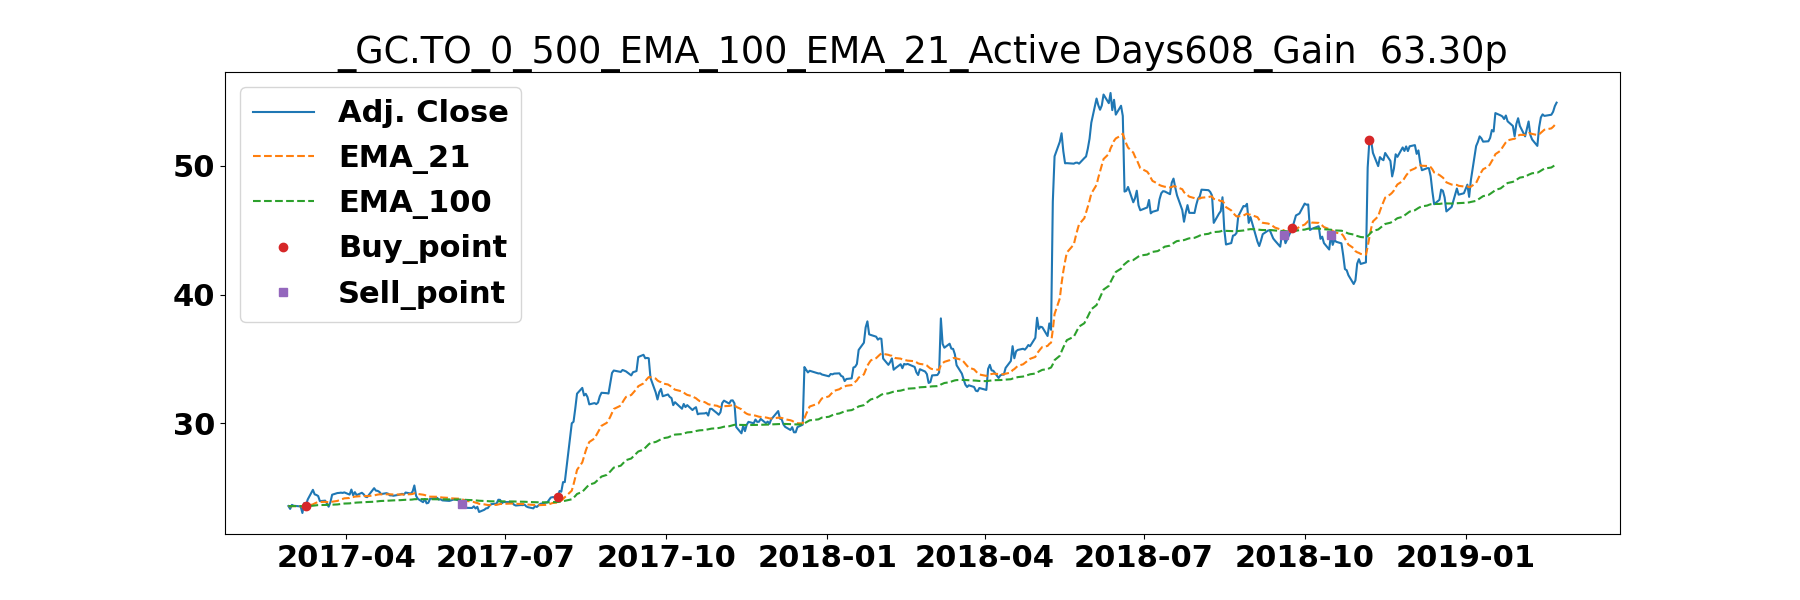 _GC.TO_0_500_EMA_100_EMA_21_Active Days608_Gain  63.30p
Adj. Close
EMA_21
EMA_100
Buy_point
Sell_point
50
40
30
2017-04 2017-07 2017-10 2018-01 2018-04 2018-07 2018-10 2019-01